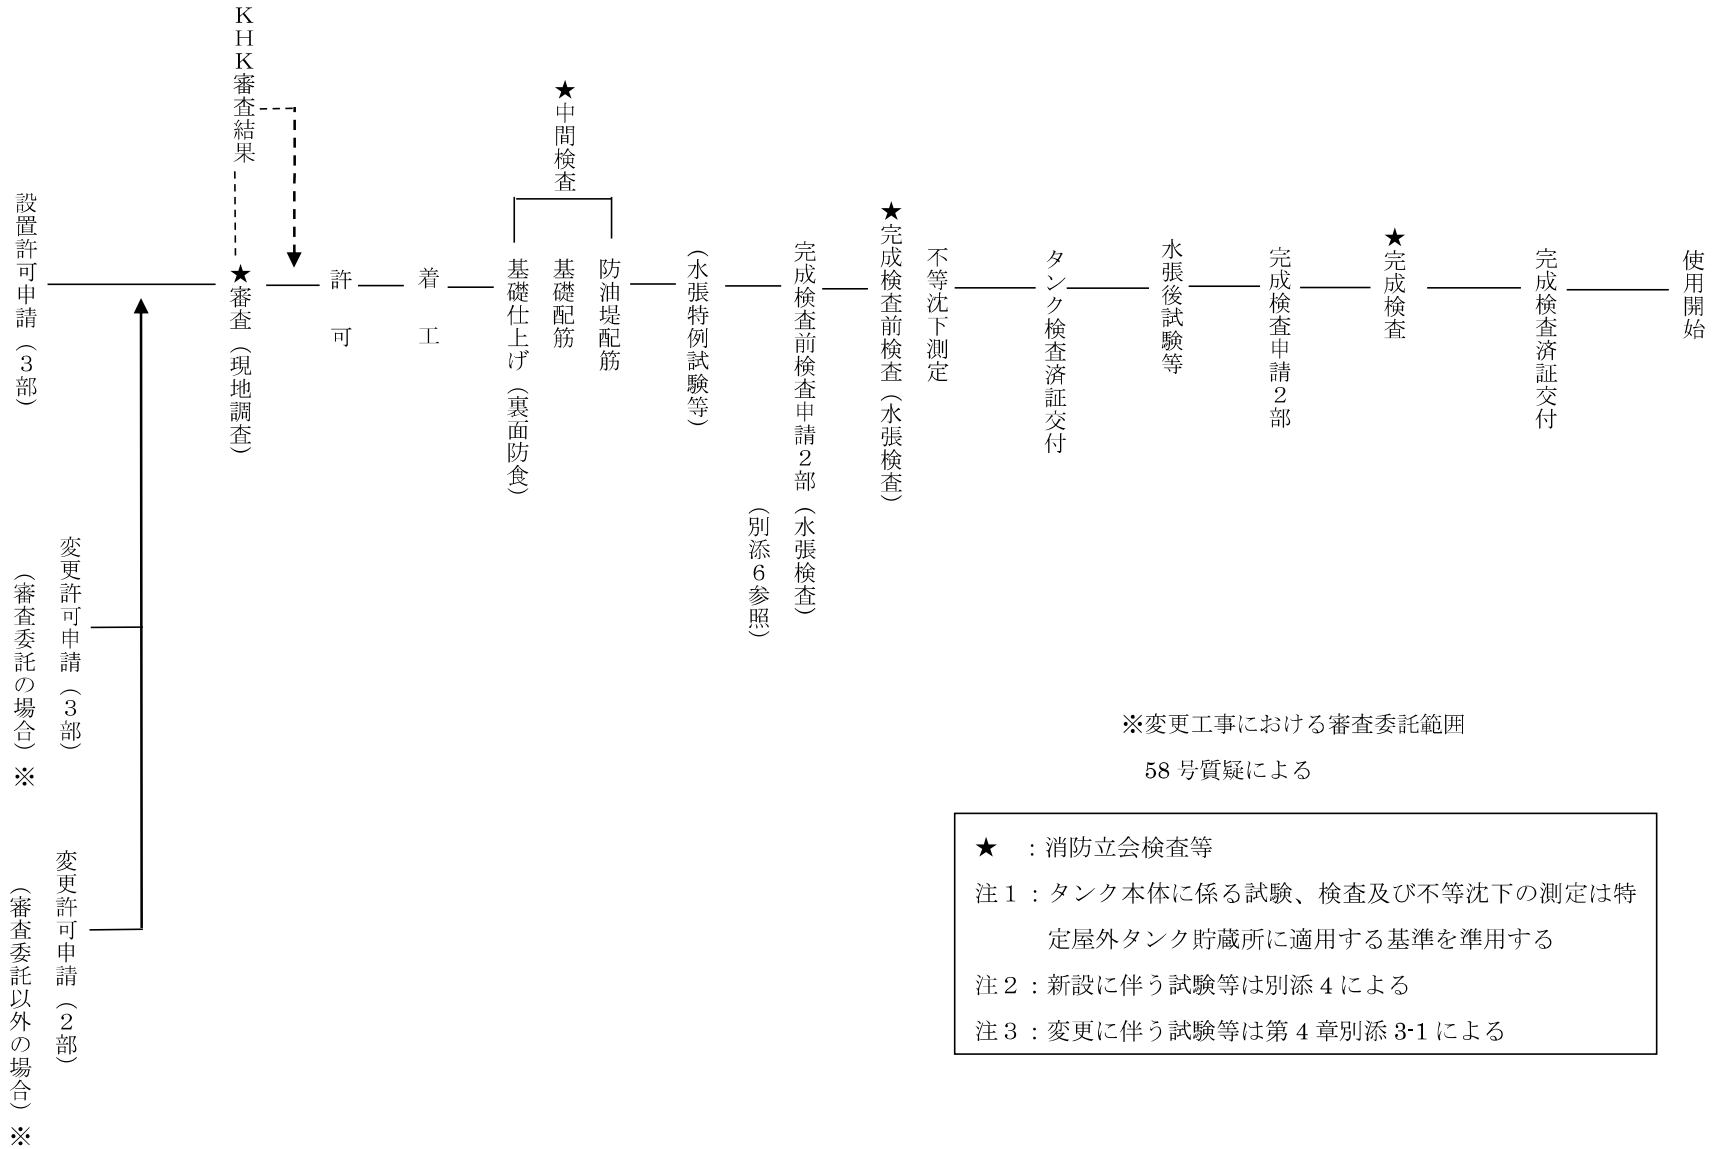 設置許可申請（３部）
変更許可申請（３部）
（審査委託の場合）※
変更許可申請（２部）
（審査委託以外の場合）※
ＫＨＫ審査結果
★審査（現地調査）
許可
着工
★中間検査
基礎仕上げ（裏面防食）
基礎配筋
防油堤配筋
（水張特例試験等）
完成検査前検査申請２部（水張検査）
（別添６参照）
★完成検査前検査（水張検査）
不等沈下測定
タンク検査済証交付
水張後試験等
完成検査申請２部
★完成検査
完成検査済証交付
使用開始
※変更工事における審査委託範囲
58 号質疑による
★　：消防立会検査等
注１：タンク本体に係る試験、検査及び不等沈下の測定は特
定屋外タンク貯蔵所に適用する基準を準用する
注２：新設に伴う試験等は別添 4 による
注３：変更に伴う試験等は第 4 章別添 3-1 による